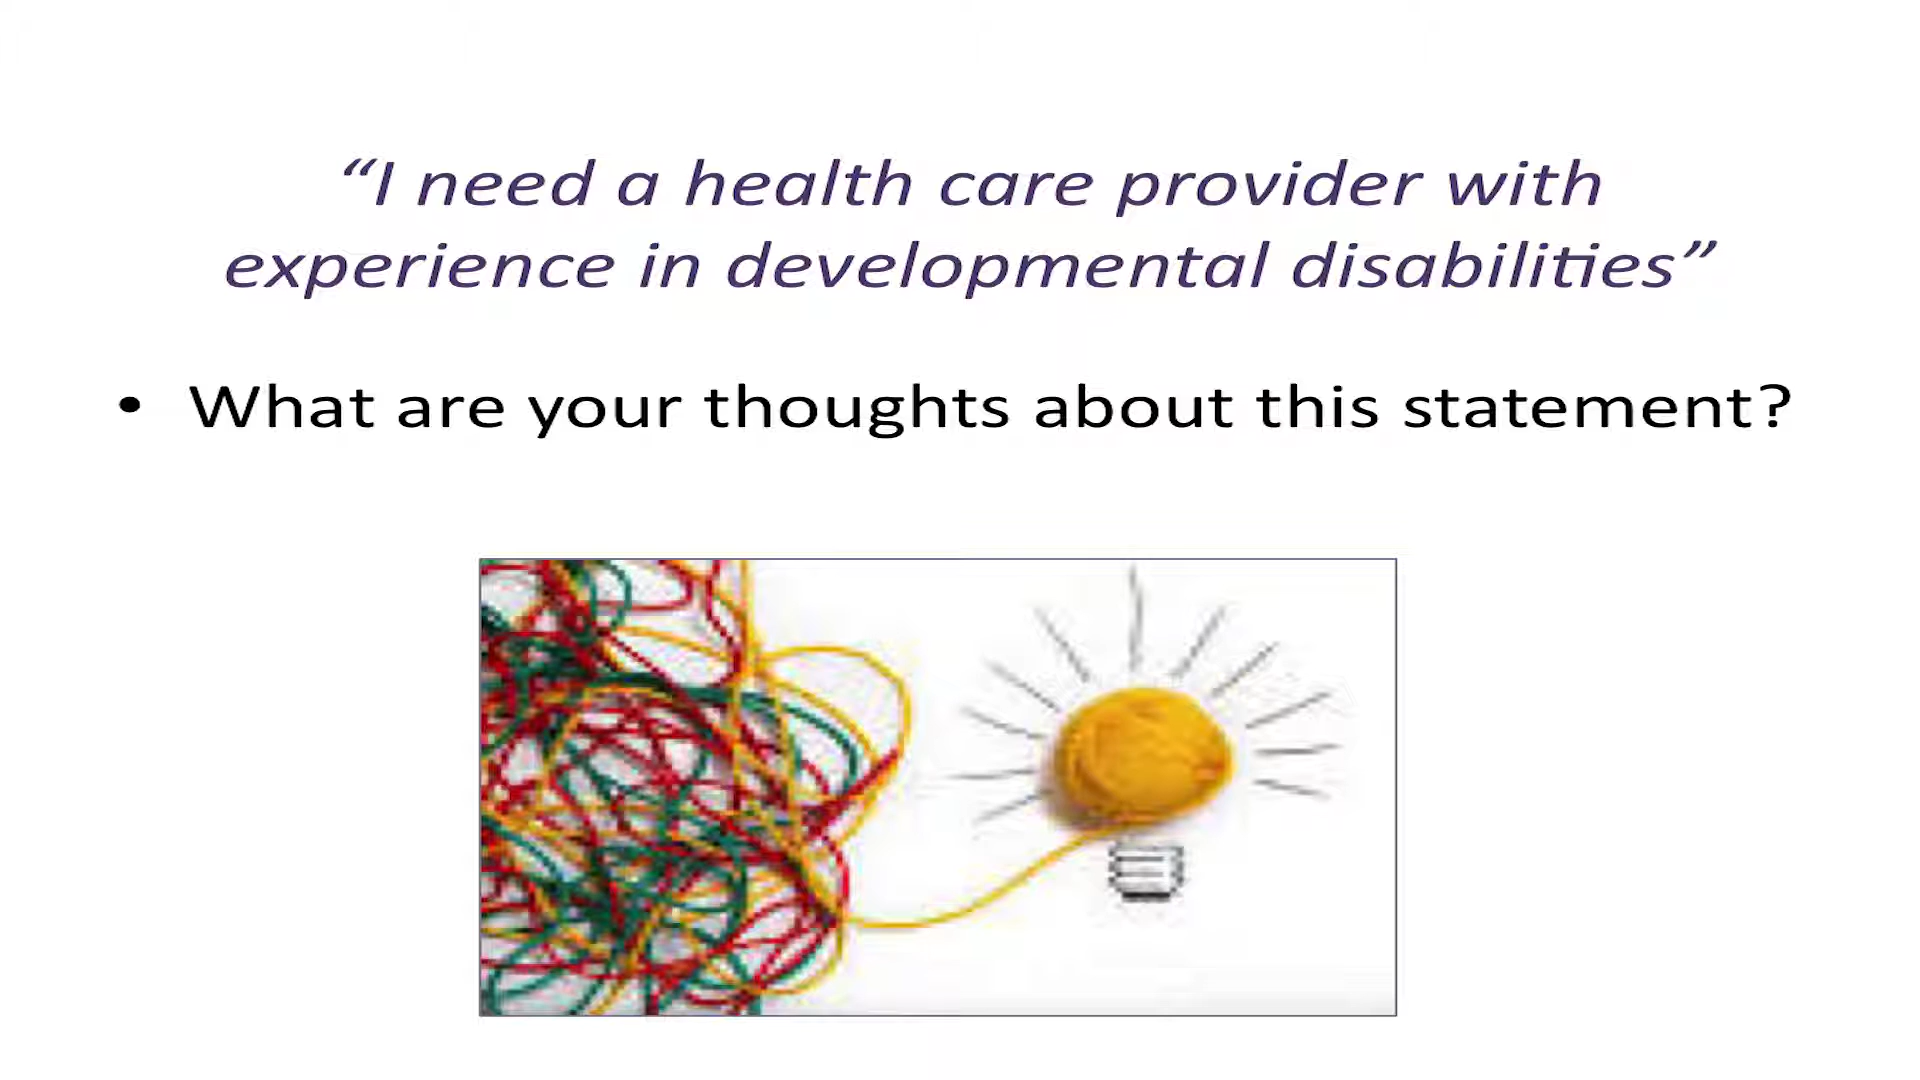 “I need a health care provider with
experience in developmental disabilities”
• What are your thoughts about this statement?